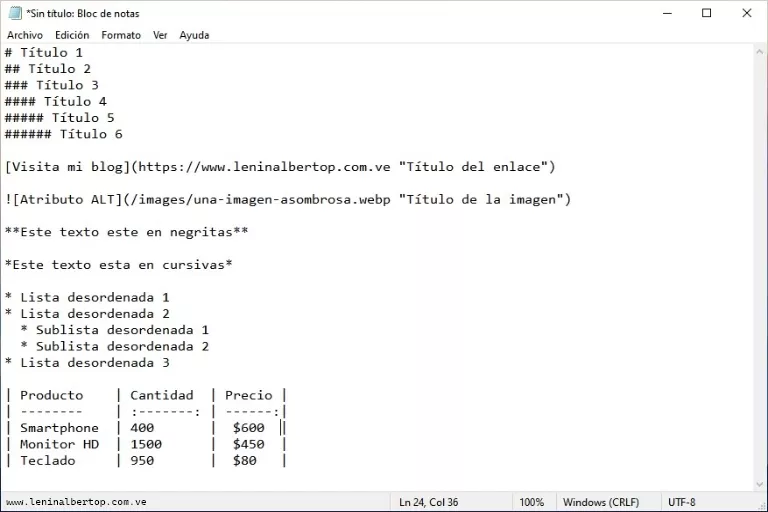 *Sin título: Bloc de notas
Archivo Edición Formato Ver Ayuda
# Título 1
## Título 2
### Título 3
#### Título 4
##### Título 5
###### Título 6
[Visita mi blog](https://www.leninalbertop.com.ve "Título del enlace")
![Atributo ALT](/images/una-imagen-asombrosa.webp "Título de la imagen")
**Este texto este en negritas**
*Este texto esta en cursivas*
* Lista desordenada 1
* Lista desordenada 2
  * Sublista desordenada 1
  * Sublista desordenada 2
* Lista desordenada 3
| Producto    | Cantidad  | Precio |
| --------    | :-------: | ------:|
| Smartphone  | 400       |  $600  |
| Monitor HD  | 1500      |  $450  |
| Teclado     | 950       |  $80   |
www.leninalbertop.com.ve Ln 24, Col 36 100% Windows (CRLF) UTF-8